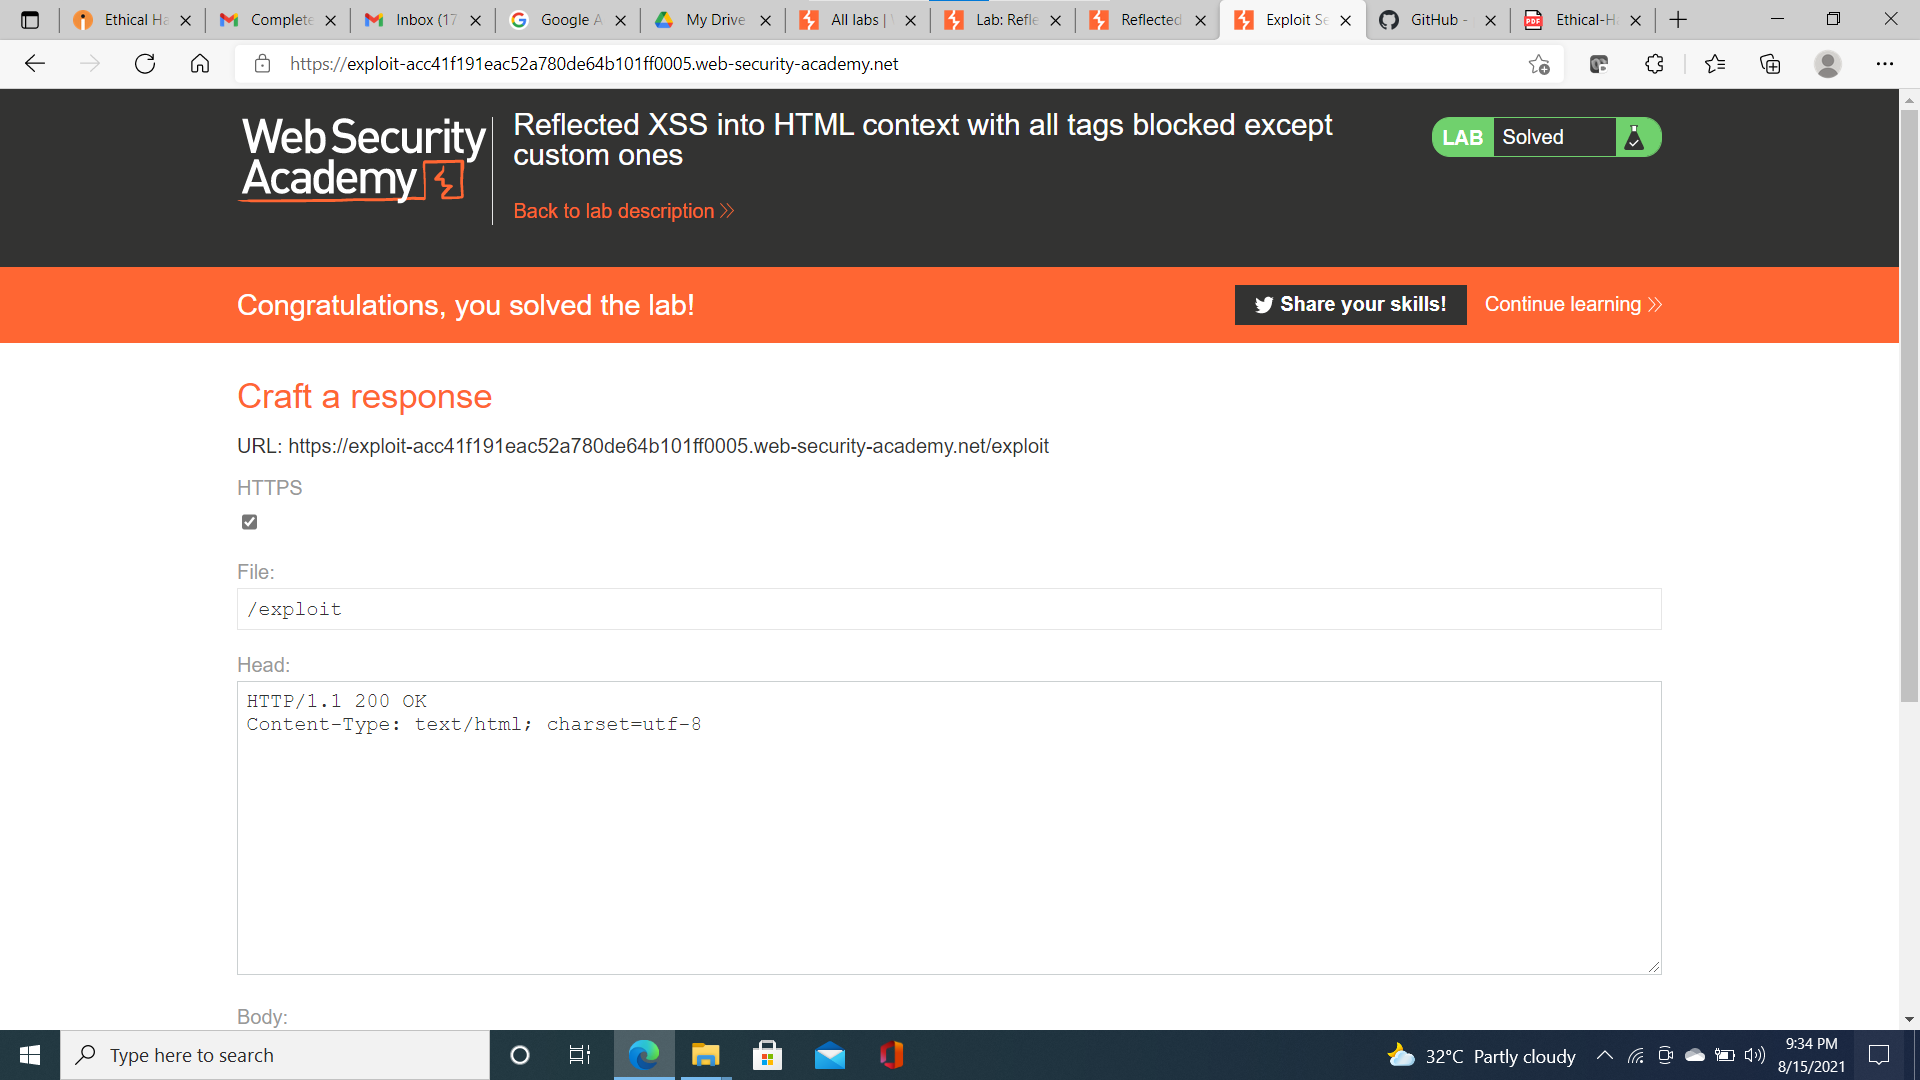 Ethical Ha
Complete
Inbox (17
Google A
My Drive
All labs |
Lab: Refle
Reflected
Exploit Se
GitHub -
Ethical-Ha
https://exploit-acc41f191eac52a780de64b101ff0005.web-security-academy.net
WebSecurity
Academy
Reflected XSS into HTML context with all tags blocked except
custom ones
LAB Solved
Back to lab description
Congratulations, you solved the lab!
Share your skills!
Continue learning
Craft a response
URL: https://exploit-acc41f191eac52a780de64b101ff0005.web-security-academy.net/exploit
HTTPS
File:
/exploit
Head:
HTTP/1.1 200 OK
Content-Type: text/html; charset=utf-8
Body:
Type here to search
32°C Partly cloudy
9:34 PM
8/15/2021